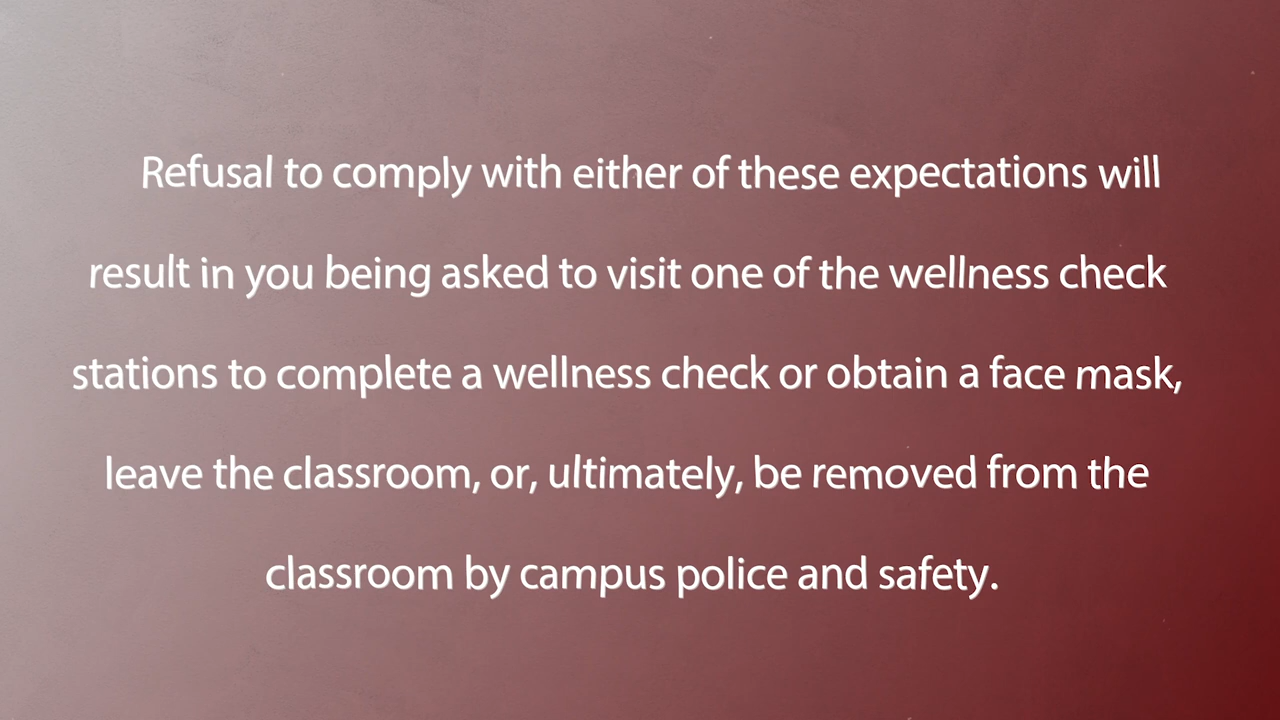 Refusal to comply with either of these expectations will
result in you being asked to visit one of the wellness check
stations to complete a wellness check or obtain a face mask,
leave the classroom, or, ultimately, be removed from the
classroom by campus police and safety.